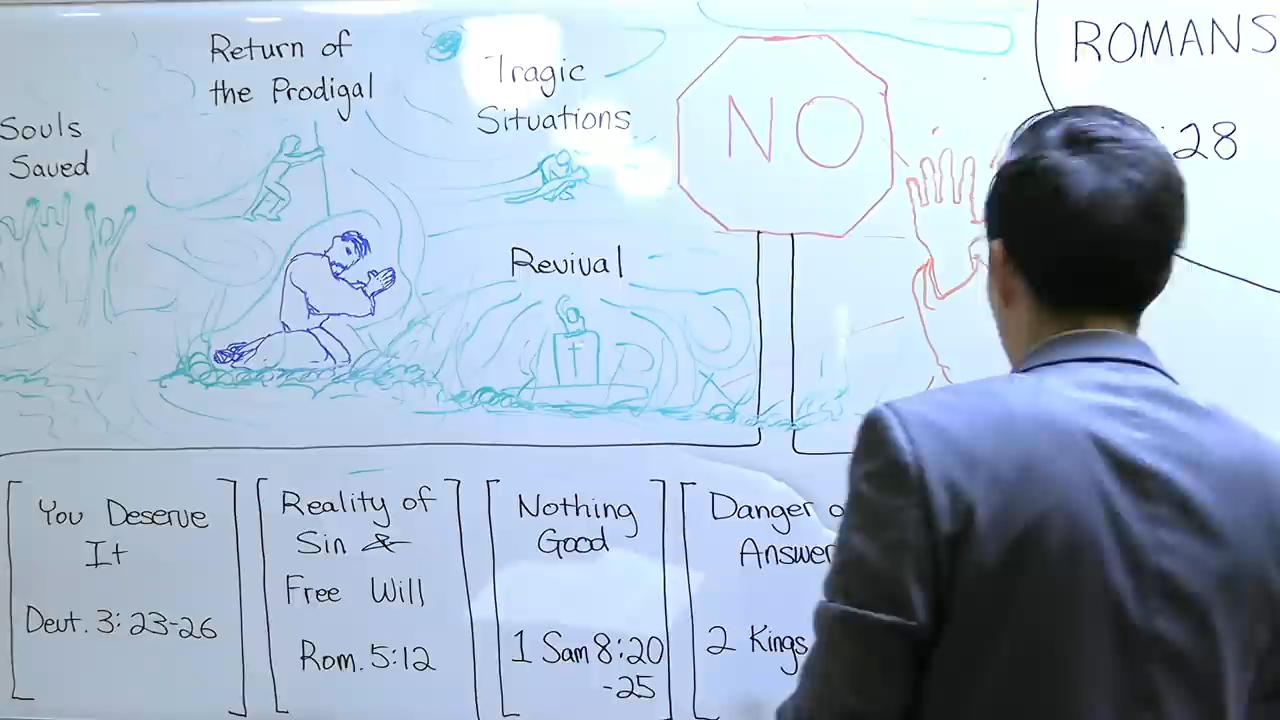 Souls
Saved
Return of
the Prodigal
Tragic
Situations
Revival
NO
ROMANS
:28
You Deserve
It
Deut. 3:23-26
Reality of
Sin &
Free Will
Rom. 5:12
Nothing
Good
1 Sam 8:20
-25
Danger
Answer
2 Kings